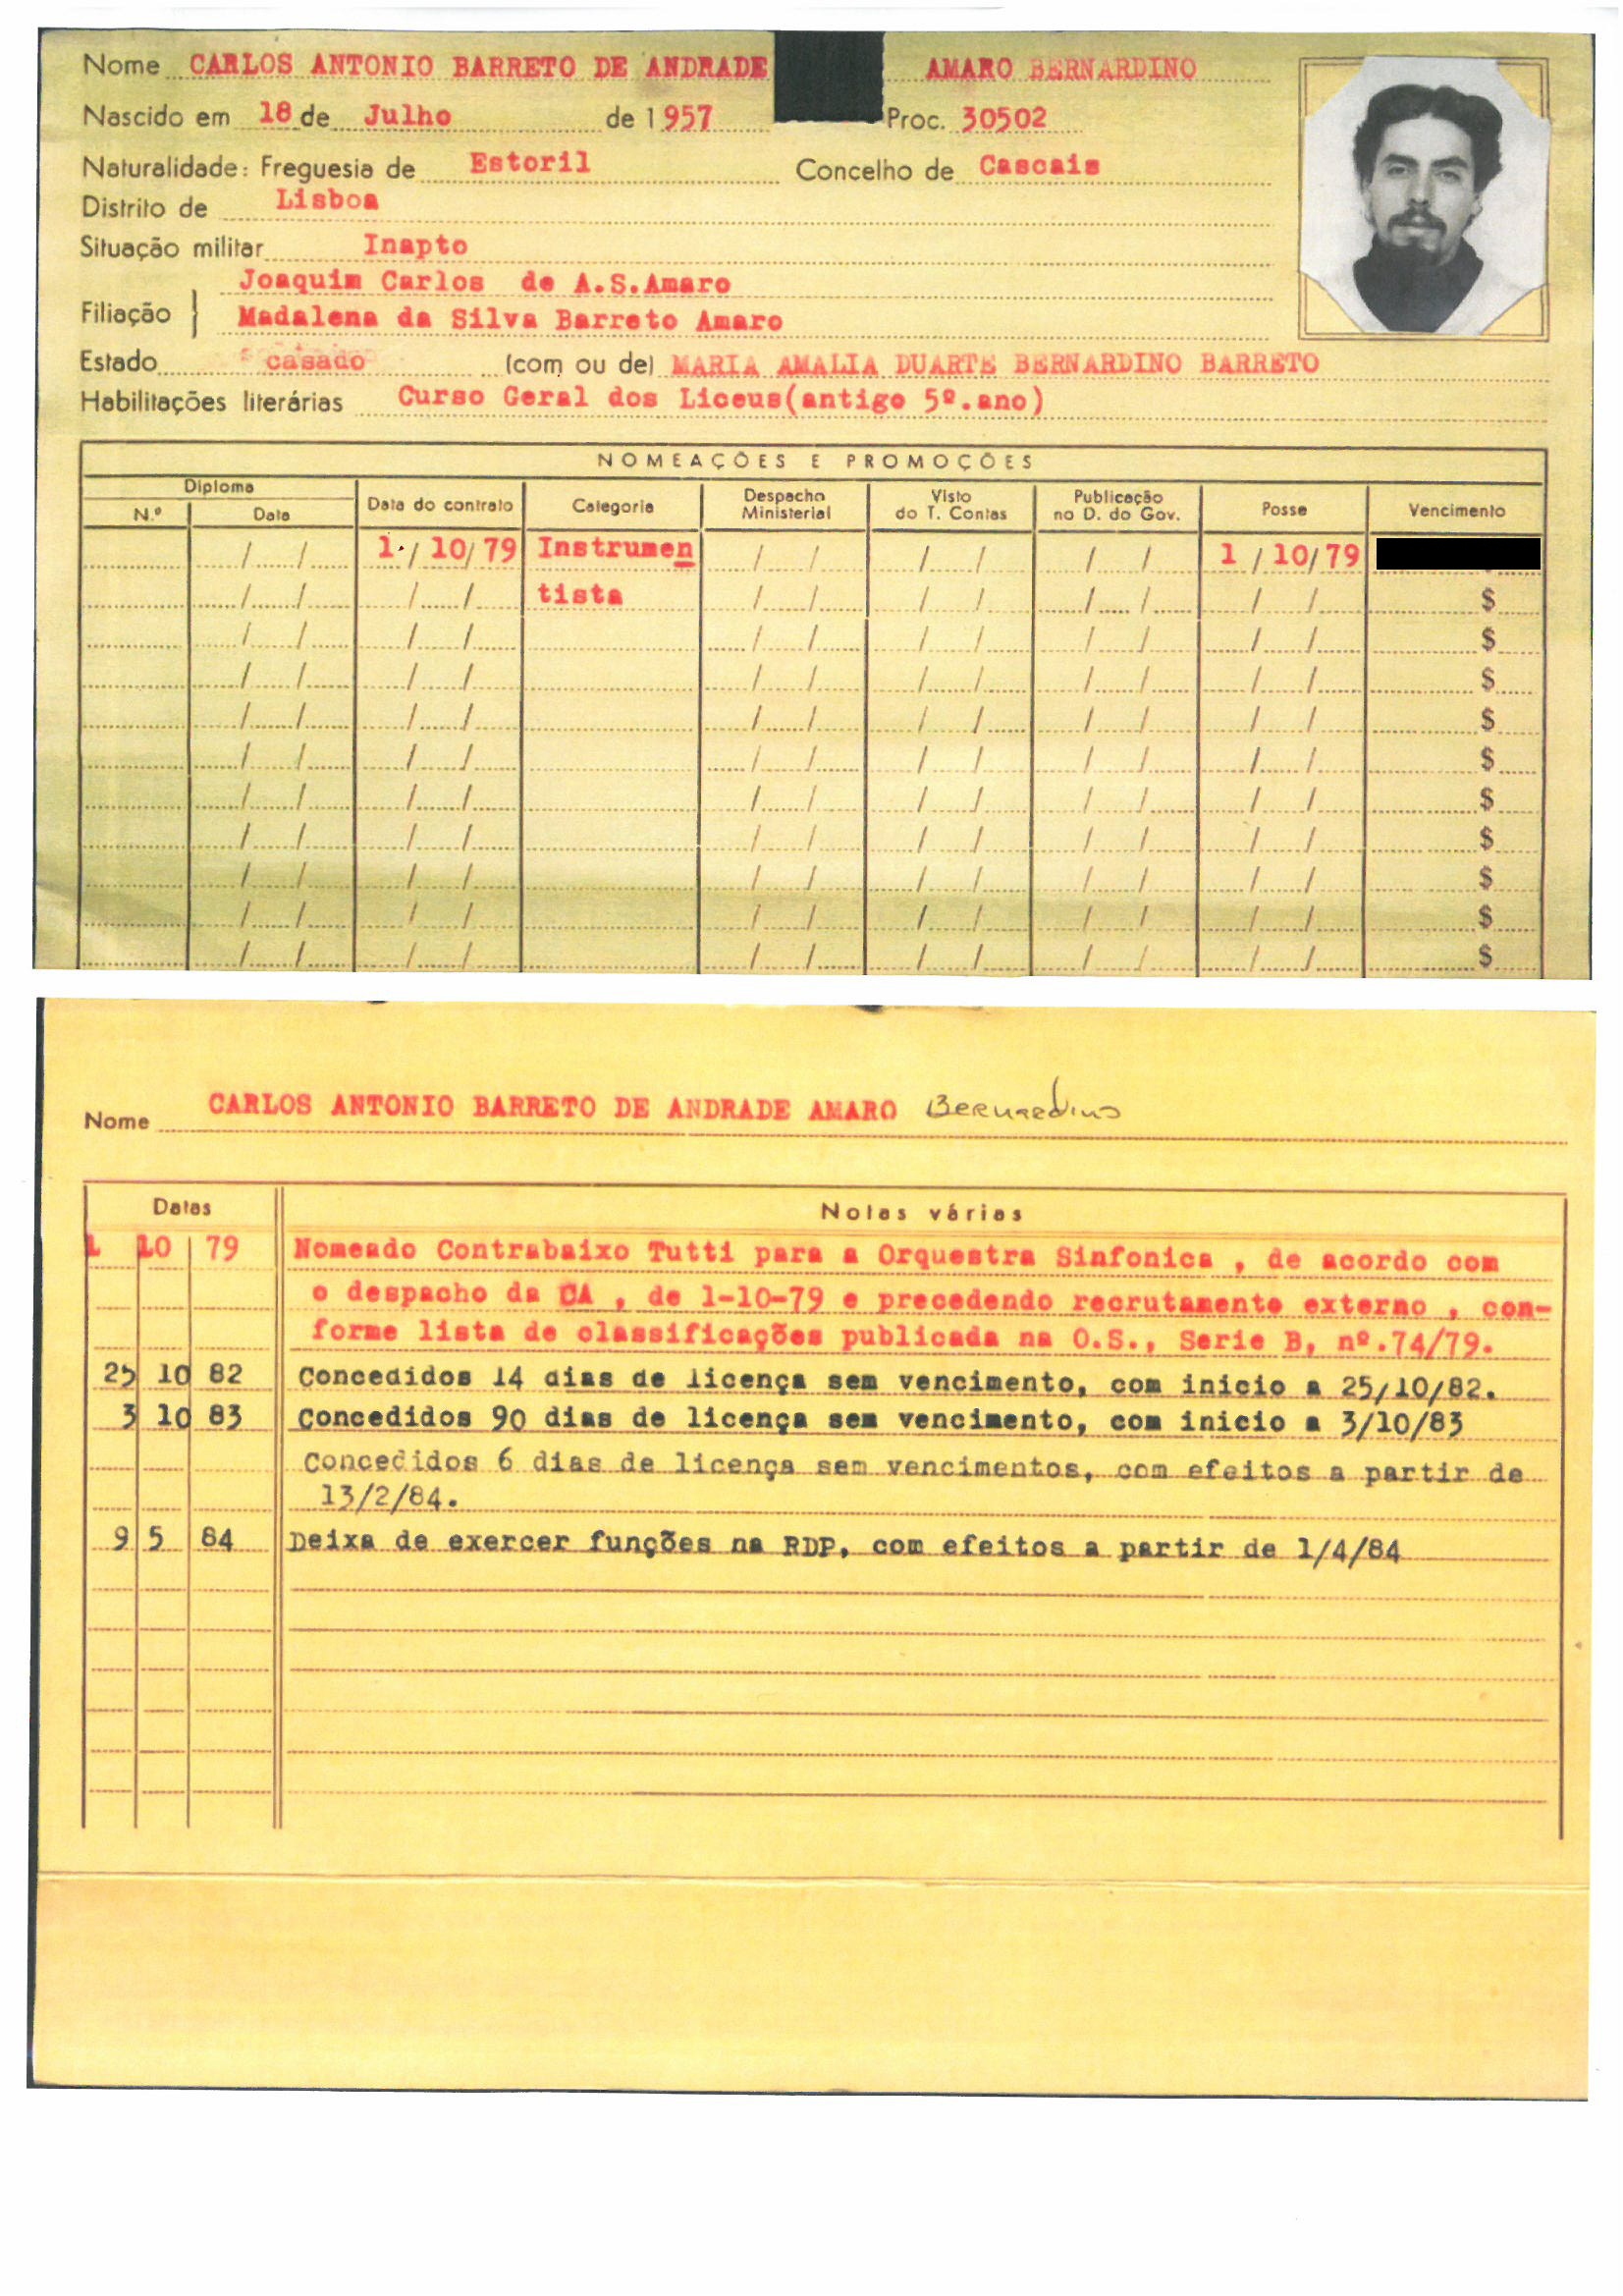 Nome CARLOS ANTONIO BARRETO DE ANDRADE AMARO BERNARDINO
Nascido em 18 de Julho de 1957 Proc. 30502
Naturalidade: Freguesia de Estoril Concelho de Cascais
Distrito de Lisboa
Situação militar Inapto
Filiação } Joaquim Carlos de A.S.Amaro
Madalena da Silva Barreto Amaro
Estado casado (com ou de) MARIA AMALIA DUARTE BERNARDINO BARRETO
Habilitações literárias Curso Geral dos Liceus(antigo 5º.ano)
NOMEAÇÕES E PROMOÇÕES
Diploma Data do contrato Categoria Despacho Ministerial Visto do T. Contas Publicação no D. do Gov. Posse Vencimento
N.º Data
/ / 1·/ 10/ 79 Instrumen / / / / / / 1 / 10/79
/ / / / tista / / / / / / / / $
/ / / / / / / / / / / / $
/ / / / / / / / / / / / $
/ / / / / / / / / / / / $
/ / / / / / / / / / / / $
/ / / / / / / / / / / / $
/ / / / / / / / / / / / $
/ / / / / / / / / / / / $
/ / / / / / / / / / / / $
/ / / / / / / / / / / / $
Nome CARLOS ANTONIO BARRETO DE ANDRADE AMARO Bernardino
Datas Notas várias
1 10 79 Nomeado Contrabaixo Tutti para a Orquestra Sinfonica , de acordo com
o despacho da CA , de 1-10-79 e precedendo recrutamento externo , con-
forme lista de classificações publicada na O.S., Serie B, nº.74/79.
25 10 82 Concedidos 14 dias de licença sem vencimento, com inicio a 25/10/82.
3 10 83 Concedidos 90 dias de licença sem vencimento, com inicio a 3/10/83
Concedidos 6 dias de licença sem vencimentos, com efeitos a partir de
13/2/84.
9 5 84 Deixa de exercer funções na RDP, com efeitos a partir de 1/4/84